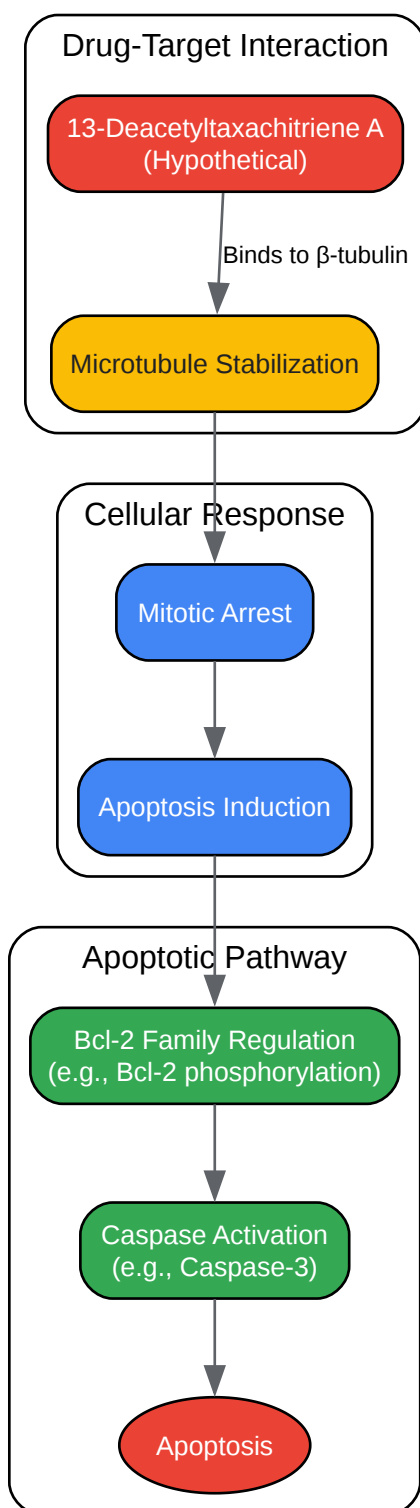 Drug-Target Interaction
13-Deacetyltaxachitriene A
(Hypothetical)
Binds to β-tubulin
Microtubule Stabilization
Cellular Response
Mitotic Arrest
Apoptosis Induction
Apoptotic Pathway
Bcl-2 Family Regulation
(e.g., Bcl-2 phosphorylation)
Caspase Activation
(e.g., Caspase-3)
Apoptosis